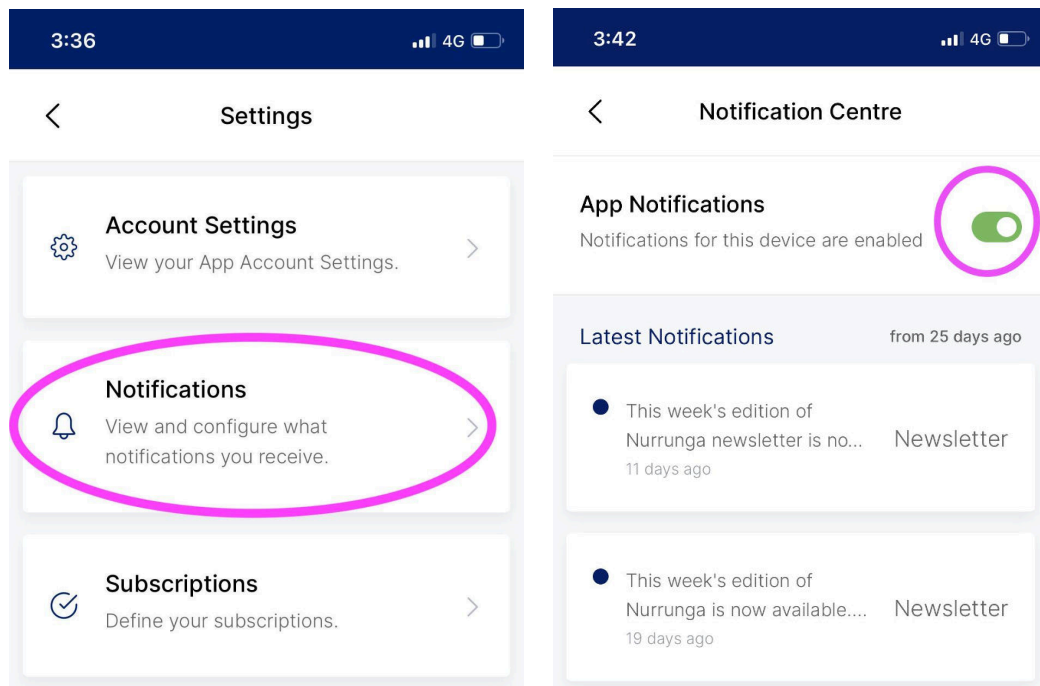 3:36
4G
Settings
Account Settings
View your App Account Settings.
Notifications
View and configure what
notifications you receive.
Subscriptions
Define your subscriptions.
3:42
4G
Notification Centre
App Notifications
Notifications for this device are enabled
Latest Notifications from 25 days ago
This week's edition of
Nurrunga newsletter is no... Newsletter
11 days ago
This week's edition of
Nurrunga is now available.... Newsletter
19 days ago